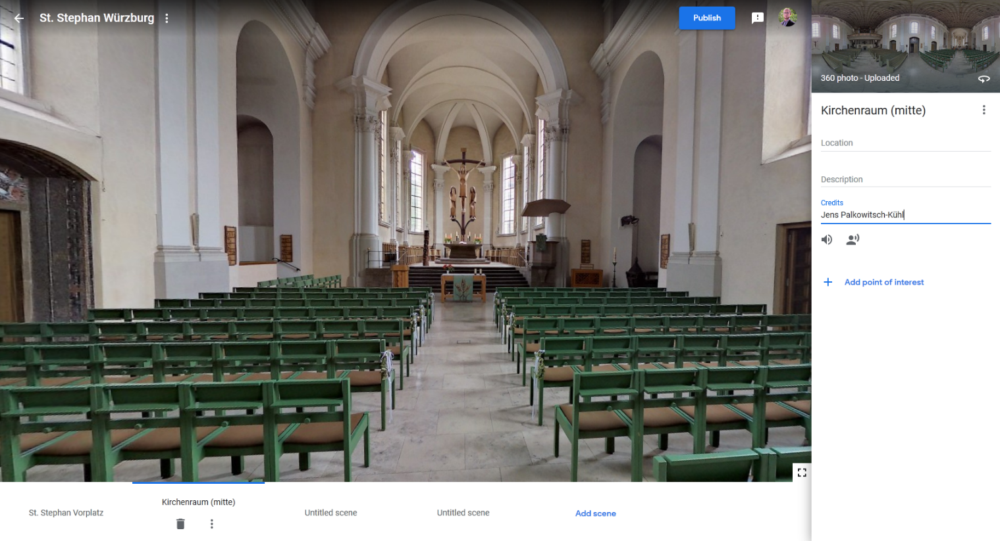 St. Stephan Würzburg
Publish
360 photo - Uploaded
Kirchenraum (mitte)
Location
Description
Credits
Jens Palkowitsch-Kühl
Add point of interest
St. Stephan Vorplatz
Kirchenraum (mitte)
Untitled scene
Untitled scene
Add scene